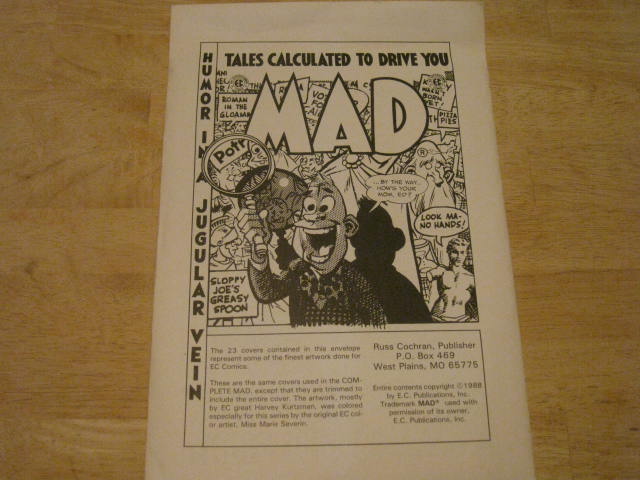 TALES CALCULATED TO DRIVE YOU
MAD
HUMOR IN A JUGULAR VEIN
ROMAN
IN THE
GLOAMI
Potr
PIZZA
PIES
...BY THE WAY,
HOW'S YOUR
MOM, ED?
LOOK MA-
NO HANDS!
SLOPPY
JOE'S
GREASY
SPOON
The 23 covers contained in this envelope
represent some of the finest artwork done for
EC Comics.
These are the same covers used in the COM-
PLETE MAD, except that they are trimmed to
include the entire cover. The artwork, mostly
by EC great Harvey Kurtzman, was colored
especially for this series by the original EC col-
or artist, Miss Marie Severin.
Russ Cochran, Publisher
P.O. Box 469
West Plains, MO 65775
Entire contents copyright ©1988
by E.C. Publications, Inc.
Trademark MAD® used with
permission of its owner,
E.C. Publications, Inc.